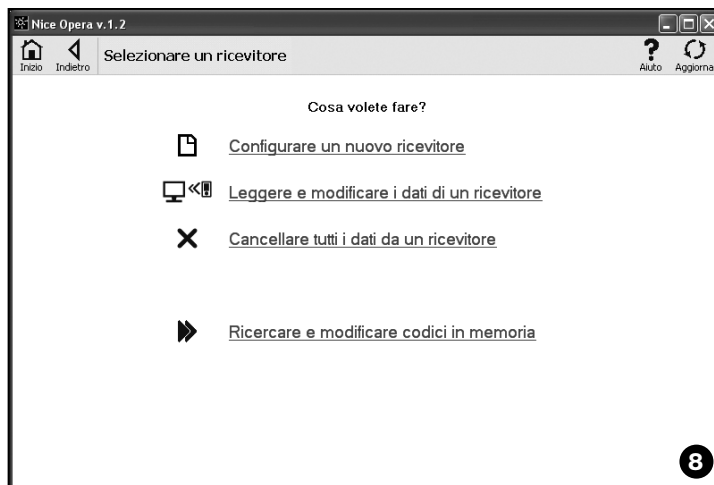 Nice Opera v.1.2
Inizio Indietro Selezionare un ricevitore Aiuto Aggiorna
Cosa volete fare?
Configurare un nuovo ricevitore
Leggere e modificare i dati di un ricevitore
Cancellare tutti i dati da un ricevitore
Ricercare e modificare codici in memoria
8